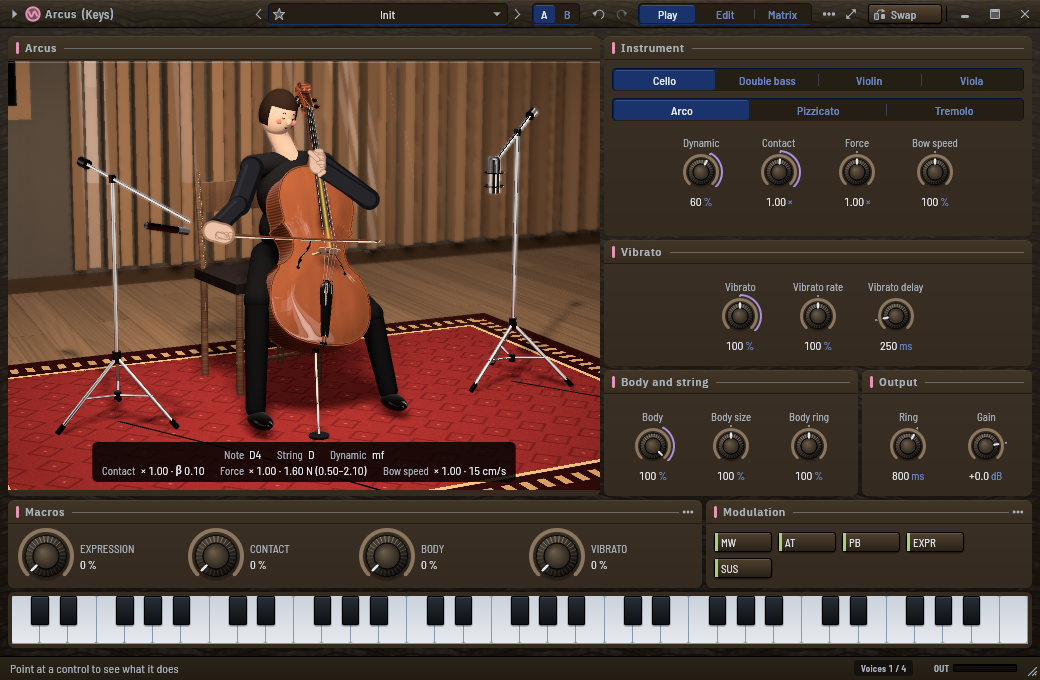 Arcus (Keys)
Init
A B
Play Edit Matrix
Swap
Arcus
Note D4 String D Dynamic mf
Contact × 1.00 · β 0.10 Force × 1.00 · 1.60 N (0.50–2.10) Bow speed × 1.00 · 15 cm/s
Instrument
Cello Double bass Violin Viola
Arco Pizzicato Tremolo
Dynamic Contact Force Bow speed
60 % 1.00 × 1.00 × 100 %
Vibrato
Vibrato Vibrato rate Vibrato delay
100 % 100 % 250 ms
Body and string
Body Body size Body ring
100 % 100 % 100 %
Output
Ring Gain
800 ms +0.0 dB
Macros
EXPRESSION
0 %
CONTACT
0 %
BODY
0 %
VIBRATO
0 %
Modulation
MW AT PB EXPR
SUS
Point at a control to see what it does
Voices 1 / 4 OUT